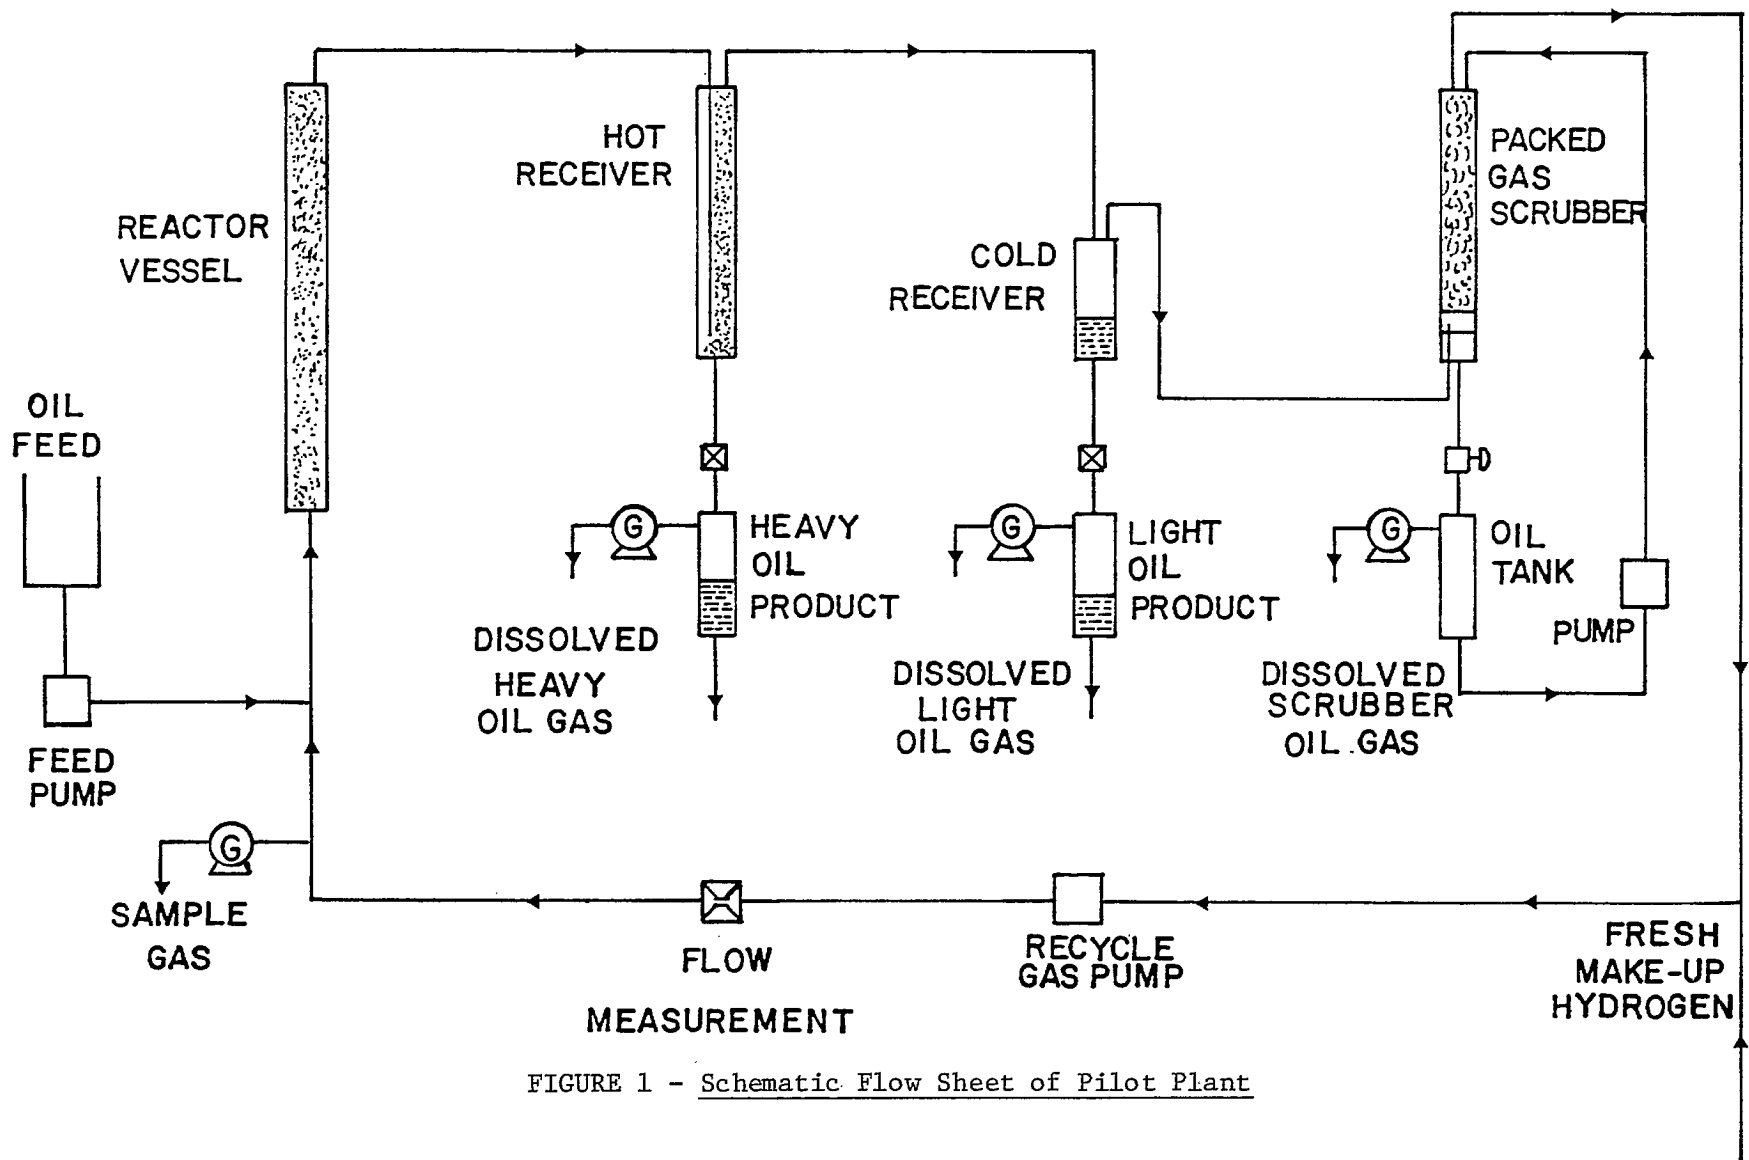 HOT
RECEIVER
PACKED
GAS
SCRUBBER
REACTOR
VESSEL
COLD
RECEIVER
OIL
FEED
G
HEAVY
OIL
PRODUCT
G
LIGHT
OIL
PRODUCT
G
OIL
TANK
PUMP
DISSOLVED
HEAVY
OIL GAS
DISSOLVED
LIGHT
OIL GAS
DISSOLVED
SCRUBBER
OIL GAS
FEED
PUMP
G
SAMPLE
GAS
FLOW
MEASUREMENT
RECYCLE
GAS PUMP
FRESH
MAKE-UP
HYDROGEN
FIGURE 1 - Schematic Flow Sheet of Pilot Plant